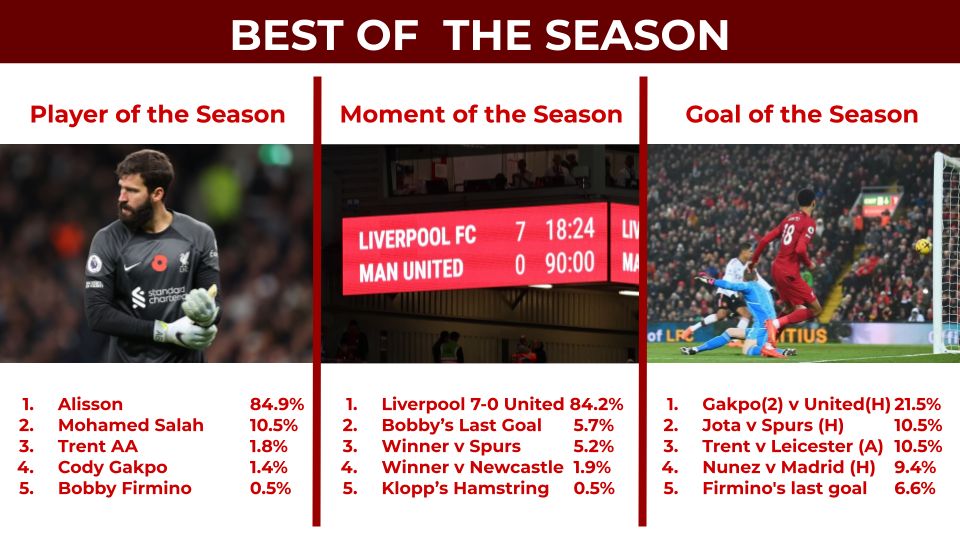 BEST OF THE SEASON
Player of the Season
standard
chartered
1. Alisson 84.9%
2. Mohamed Salah 10.5%
3. Trent AA 1.8%
4. Cody Gakpo 1.4%
5. Bobby Firmino 0.5%
Moment of the Season
LIVERPOOL FC 7 18:24
MAN UNITED 0 90:00
LIV
MA
1. Liverpool 7-0 United 84.2%
2. Bobby’s Last Goal 5.7%
3. Winner v Spurs 5.2%
4. Winner v Newcastle 1.9%
5. Klopp’s Hamstring 0.5%
Goal of the Season
18
of LFC
1. Gakpo(2) v United(H) 21.5%
2. Jota v Spurs (H) 10.5%
3. Trent v Leicester (A) 10.5%
4. Nunez v Madrid (H) 9.4%
5. Firmino's last goal 6.6%